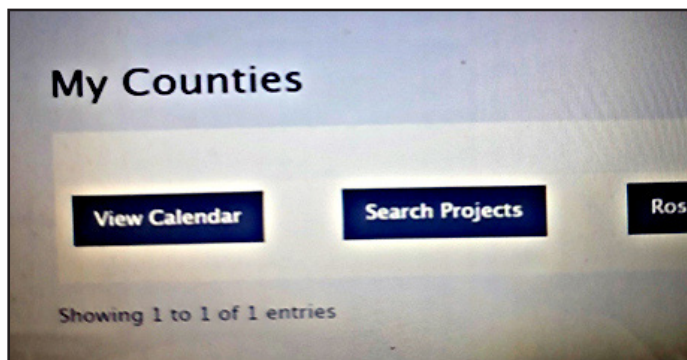 My Counties
View Calendar Search Projects
Showing 1 to 1 of 1 entries